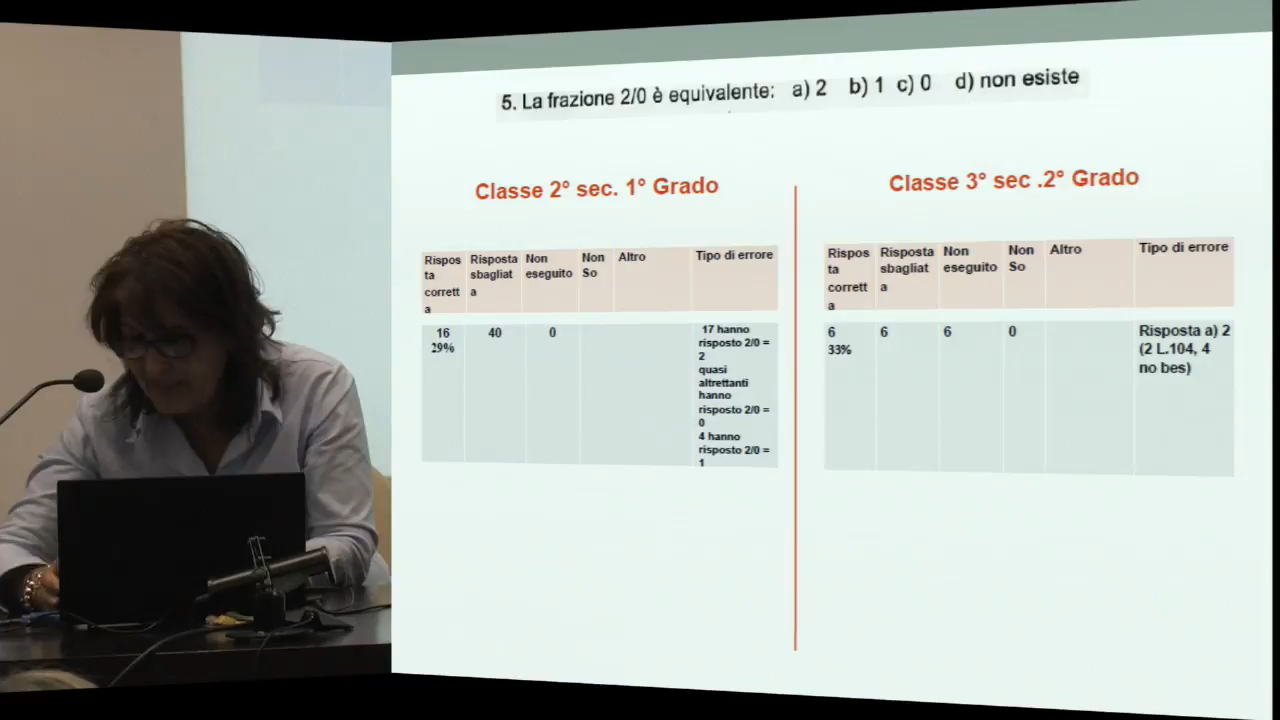 5. La frazione 2/0 è equivalente: a) 2 b) 1 c) 0 d) non esiste
Classe 2° sec. 1° Grado
Rispos
ta
corrett
a
Risposta
sbagliat
a
Non
eseguito
Non
So
Altro
Tipo di errore
16
29%
40
0
17 hanno
risposto 2/0 =
2
quasi
altrettanti
hanno
risposto 2/0 =
0
4 hanno
risposto 2/0 =
1
Classe 3° sec .2° Grado
Rispos
ta
corrett
a
Risposta
sbagliat
a
Non
eseguito
Non
So
Altro
Tipo di errore
6
33%
6
6
0
Risposta a) 2
(2 L.104, 4
no bes)